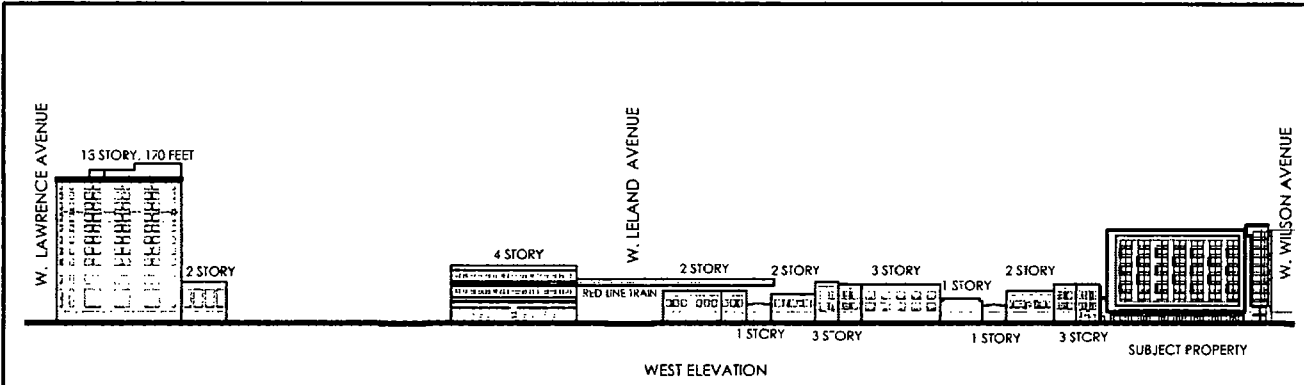 W. LAWRENCE AVENUE
13 STORY, 170 FEET
2 STORY
4 STORY
W. LELAND AVENUE
RED LINE TRAIN
2 STORY
1 STORY
2 STORY
3 STORY
3 STORY
1 STORY
1 STORY
2 STORY
3 STORY
SUBJECT PROPERTY
W. WILSON AVENUE
WEST ELEVATION